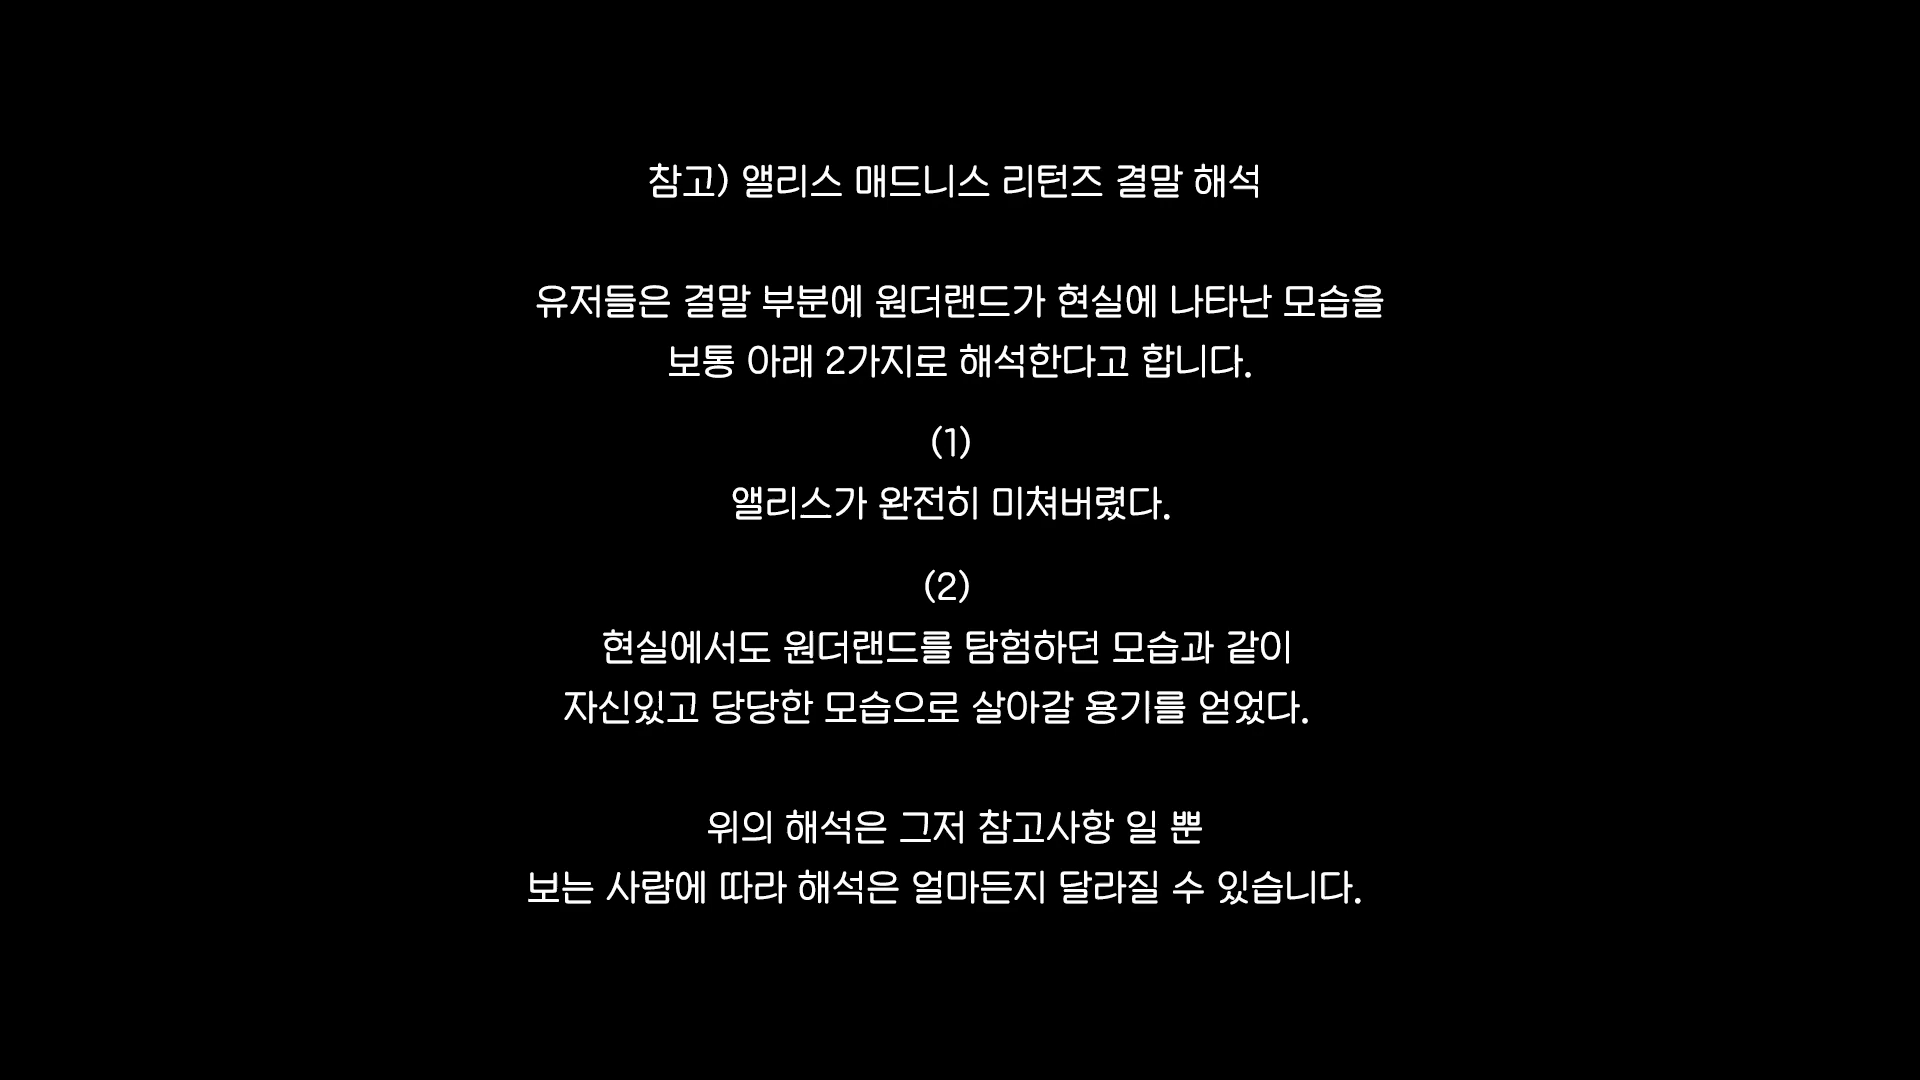 참고) 앨리스 매드니스 리턴즈 결말 해석
유저들은 결말 부분에 원더랜드가 현실에 나타난 모습을
보통 아래 2가지로 해석한다고 합니다.
(1)
앨리스가 완전히 미쳐버렸다.
(2)
현실에서도 원더랜드를 탐험하던 모습과 같이
자신있고 당당한 모습으로 살아갈 용기를 얻었다.
위의 해석은 그저 참고사항 일 뿐
보는 사람에 따라 해석은 얼마든지 달라질 수 있습니다.